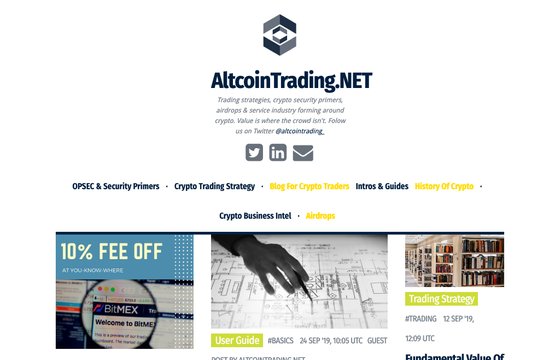 AltcoinTrading.NET
Trading strategies, crypto security primers,
airdrops & service industry forming around
crypto. Value is where the crowd isn't. Folow
us on Twitter @altcointrading_
OPSEC & Security Primers · Crypto Trading Strategy · Blog For Crypto Traders Intros & Guides History Of Crypto ·
Crypto Business Intel · Airdrops
10% FEE OFF
AT YOU-KNOW-WHERE
BitMEX
Welcome to BitME
User Guide #BASICS 24 SEP '19, 10:05 UTC GUEST
POST BY ALTCOINTRADING.NET
Trading Strategy
#TRADING 12 SEP '19,
12:09 UTC
Fundamental Value Of